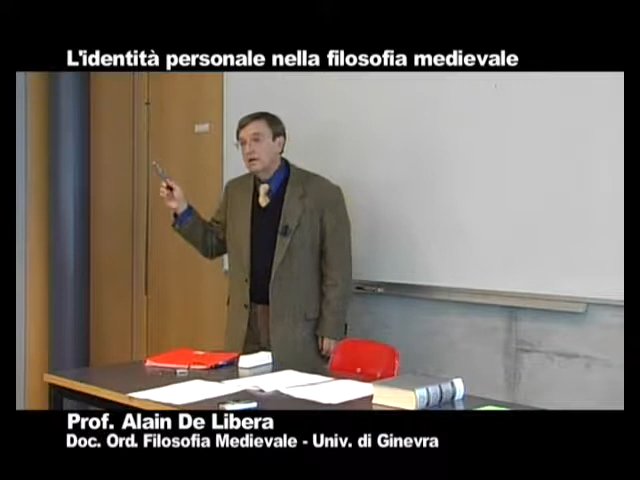 L'identità personale nella filosofia medievale
Prof. Alain De Libera
Doc. Ord. Filosofia Medievale - Univ. di Ginevra